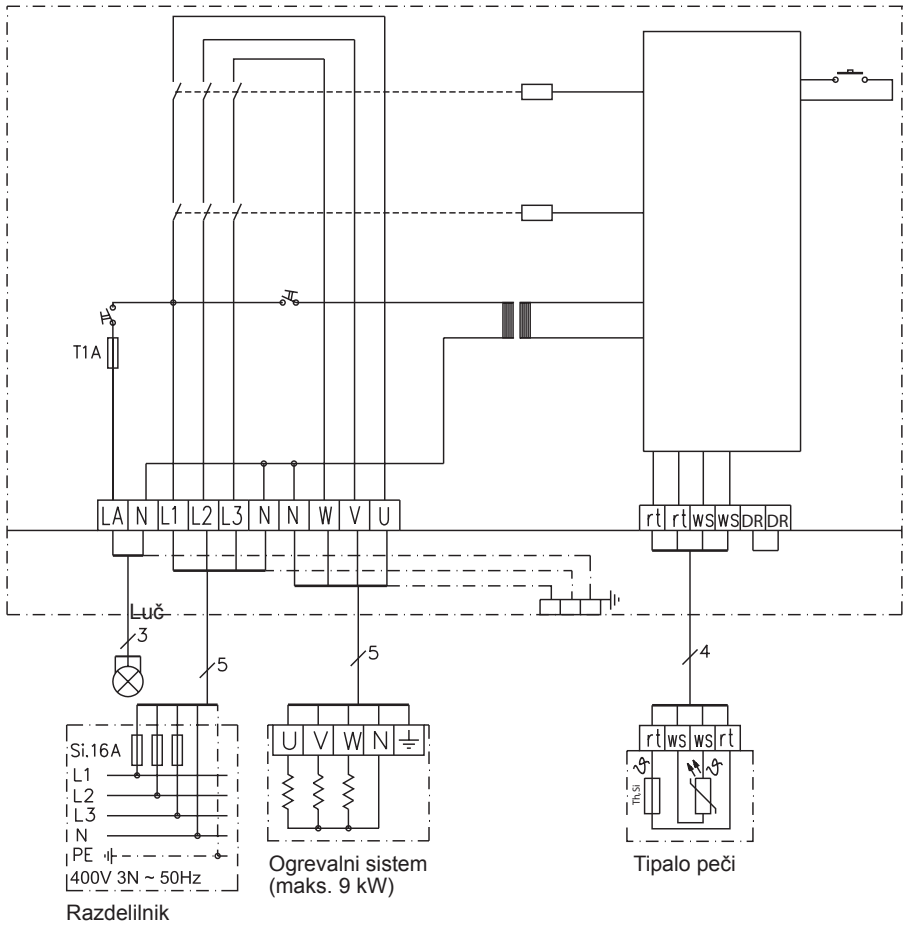 T1A
LA N L1 L2 L3 N N W V U
rt rt ws ws DR DR
Luč
3
5
5
4
Si.16A
L1
L2
L3
N
PE
400V 3N ~ 50Hz
Razdelilnik
U V W N
Ogrevalni sistem
(maks. 9 kW)
rt ws ws rt
ϑ ϑ
Th,Si
Tipalo peči